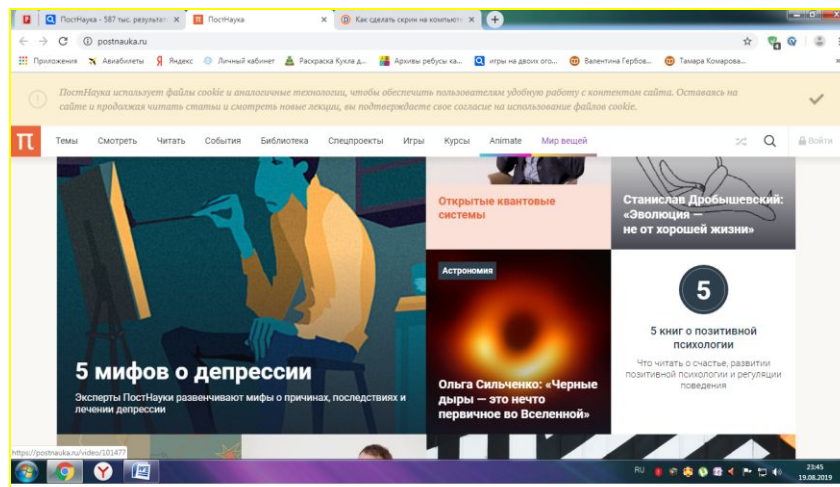 ПостНаука - 587 тыс. результат
ПостНаука
Как сделать скрин на компьюте
postnauka.ru
Приложения
Авиабилеты
Яндекс
Личный кабинет
Раскраска Кукла д...
Архивы ребусы ка...
игры на двоих ого...
Валентина Гербов...
Тамара Комарова...
ПостНаука использует файлы cookie и аналогичные технологии, чтобы обеспечить пользователям удобную работу с контентом сайта. Оставаясь на
сайте и продолжая читать статьи и смотреть новые лекции, вы подтверждаете свое согласие на использование файлов cookie.
Темы
Смотреть
Читать
События
Библиотека
Спецпроекты
Игры
Курсы
Animate
Мир вещей
Войти
5 мифов о депрессии
Эксперты ПостНауки развенчивают мифы о причинах, последствиях и
лечении депрессии
Открытые квантовые
системы
Станислав Дробышевский:
«Эволюция —
не от хорошей жизни»
Астрономия
Ольга Сильченко: «Черные
дыры — это нечто
первичное во Вселенной»
5
5 книг о позитивной
психологии
Что читать о счастье, развитии
позитивной психологии и регуляции
поведения
https://postnauka.ru/video/101477
RU
23:45
19.08.2019